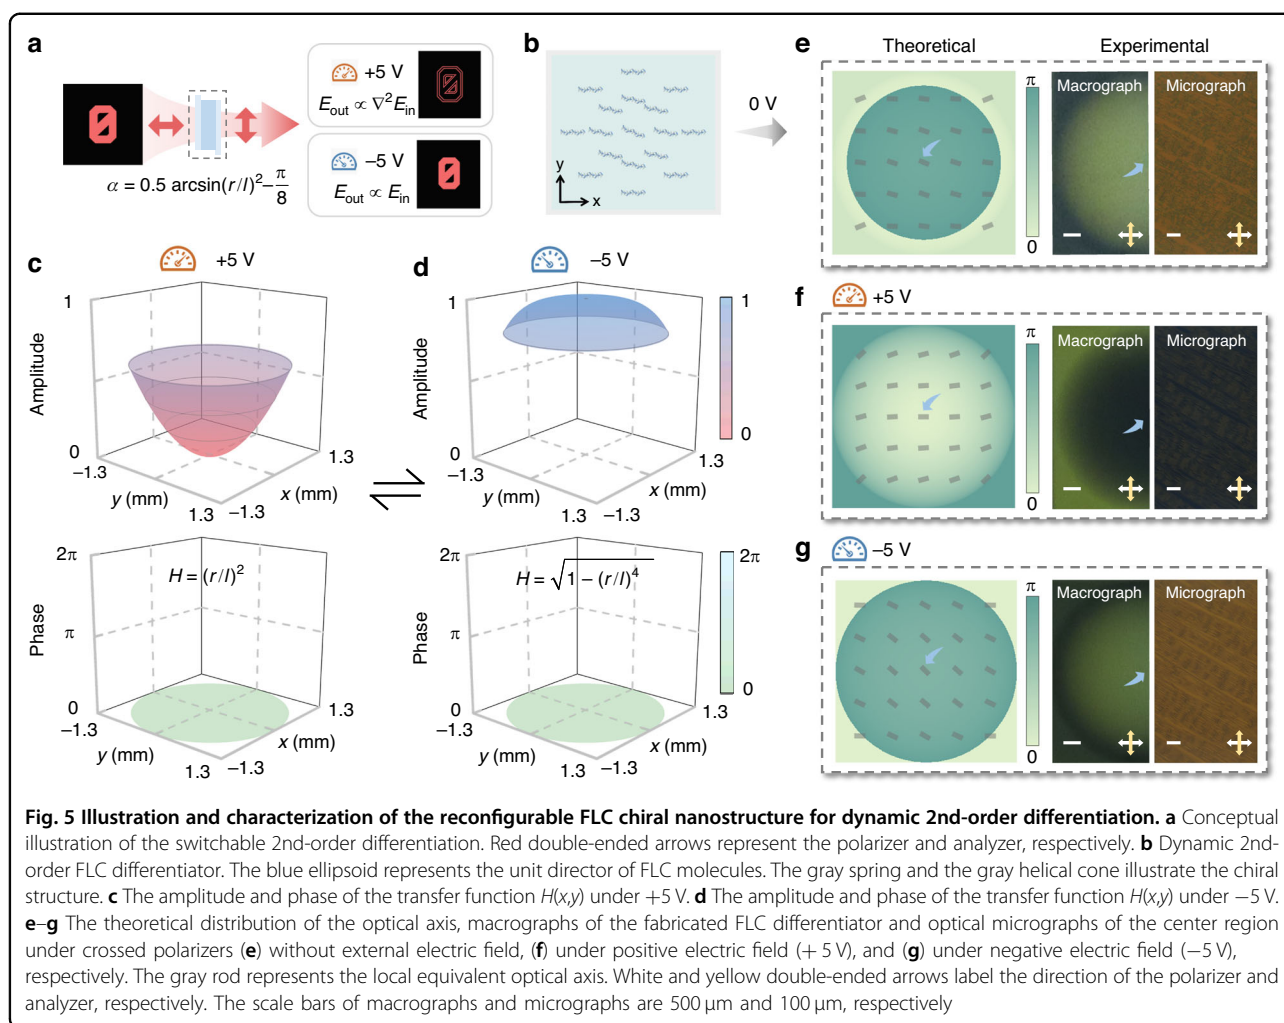 a
+5 V
E_out ∝ ∇²E_in
–5 V
E_out ∝ E_in
α = 0.5 arcsin(r/l)²–π/8
b
y
x
0 V
c
+5 V
1
Amplitude
0
–1.3
y (mm)
1.3
–1.3
x (mm)
1.3
2π
H = (r/l)²
Phase
π
0
–1.3
y (mm)
1.3
–1.3
x (mm)
1.3
d
–5 V
1
Amplitude
0
–1.3
y (mm)
1.3
–1.3
x (mm)
1.3
1
0
2π
H = √1 – (r/l)⁴
Phase
π
0
–1.3
y (mm)
1.3
–1.3
x (mm)
1.3
2π
0
e
Theoretical
Experimental
π
0
Macrograph
Micrograph
f
+5 V
π
0
Macrograph
Micrograph
g
–5 V
π
0
Macrograph
Micrograph
Fig. 5 Illustration and characterization of the reconfigurable FLC chiral nanostructure for dynamic 2nd-order differentiation. a Conceptual
illustration of the switchable 2nd-order differentiation. Red double-ended arrows represent the polarizer and analyzer, respectively. b Dynamic 2nd-
order FLC differentiator. The blue ellipsoid represents the unit director of FLC molecules. The gray spring and the gray helical cone illustrate the chiral
structure. c The amplitude and phase of the transfer function H(x,y) under +5 V. d The amplitude and phase of the transfer function H(x,y) under −5 V.
e–g The theoretical distribution of the optical axis, macrographs of the fabricated FLC differentiator and optical micrographs of the center region
under crossed polarizers (e) without external electric field, (f) under positive electric field (+ 5 V), and (g) under negative electric field (−5 V),
respectively. The gray rod represents the local equivalent optical axis. White and yellow double-ended arrows label the direction of the polarizer and
analyzer, respectively. The scale bars of macrographs and micrographs are 500 μm and 100 μm, respectively